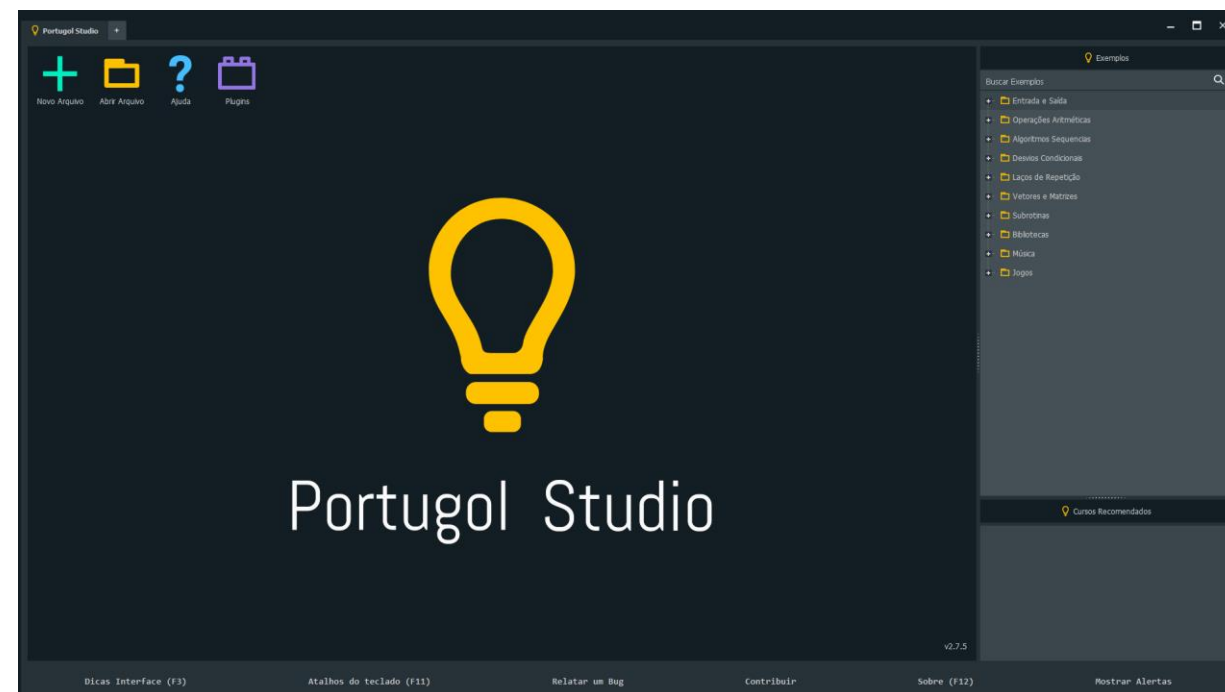 Portugol Studio +
Novo Arquivo Abrir Arquivo Ajuda Plugins
Portugol Studio
v2.7.5
Exemplos
Buscar Exemplos
Entrada e Saída
Operações Aritméticas
Algoritmos Sequencias
Desvios Condicionais
Laços de Repetição
Vetores e Matrizes
Subrotinas
Bibliotecas
Música
Jogos
Cursos Recomendados
Dicas Interface (F3) Atalhos do teclado (F11) Relatar um Bug Contribuir Sobre (F12) Mostrar Alertas